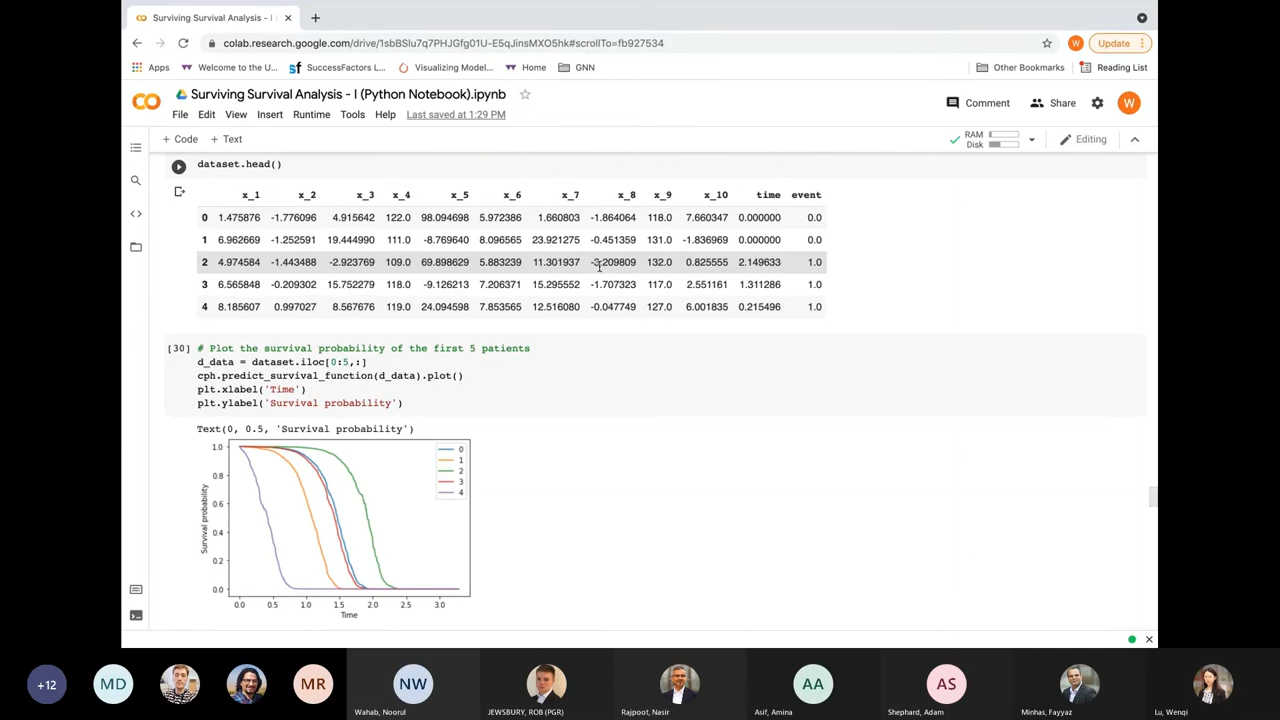 Surviving Survival Analysis - I
colab.research.google.com/drive/1sbBSlu7q7PHJGfg01U-E5qJinsMXO5hk#scrollTo=fb927534
W
Update
Apps
Welcome to the U...
SuccessFactors L...
Visualizing Model...
Home
GNN
Other Bookmarks
Reading List
Surviving Survival Analysis - I (Python Notebook).ipynb
Comment
Share
W
File Edit View Insert Runtime Tools Help Last saved at 1:29 PM
+ Code + Text
RAM
Disk
Editing
dataset.head()
x_1 x_2 x_3 x_4 x_5 x_6 x_7 x_8 x_9 x_10 time event
0 1.475876 -1.776096 4.915642 122.0 98.094698 5.972386 1.660803 -1.864064 118.0 7.660347 0.000000 0.0
1 6.962669 -1.252591 19.444990 111.0 -8.769640 8.096565 23.921275 -0.451359 131.0 -1.836969 0.000000 0.0
2 4.974584 -1.443488 -2.923769 109.0 69.898629 5.883239 11.301937 -3.209809 132.0 0.825555 2.149633 1.0
3 6.565848 -0.209302 15.752279 118.0 -9.126213 7.206371 15.295552 -1.707323 117.0 2.551161 1.311286 1.0
4 8.185607 0.997027 8.567676 119.0 24.094598 7.853565 12.516080 -0.047749 127.0 6.001835 0.215496 1.0
[30] # Plot the survival probability of the first 5 patients
d_data = dataset.iloc[0:5,:]
cph.predict_survival_function(d_data).plot()
plt.xlabel('Time')
plt.ylabel('Survival probability')
Text(0, 0.5, 'Survival probability')
1.0
0.8
0.6
0.4
0.2
0.0
Survival probability
0
1
2
3
4
0.0 0.5 1.0 1.5 2.0 2.5 3.0
Time
+12
MD
MR
NW
AA
AS
Wahab, Noorul
JEWSBURY, ROB (PGR)
Rajpoot, Nasir
Asif, Amina
Shephard, Adam
Minhas, Fayyaz
Lu, Wenqi